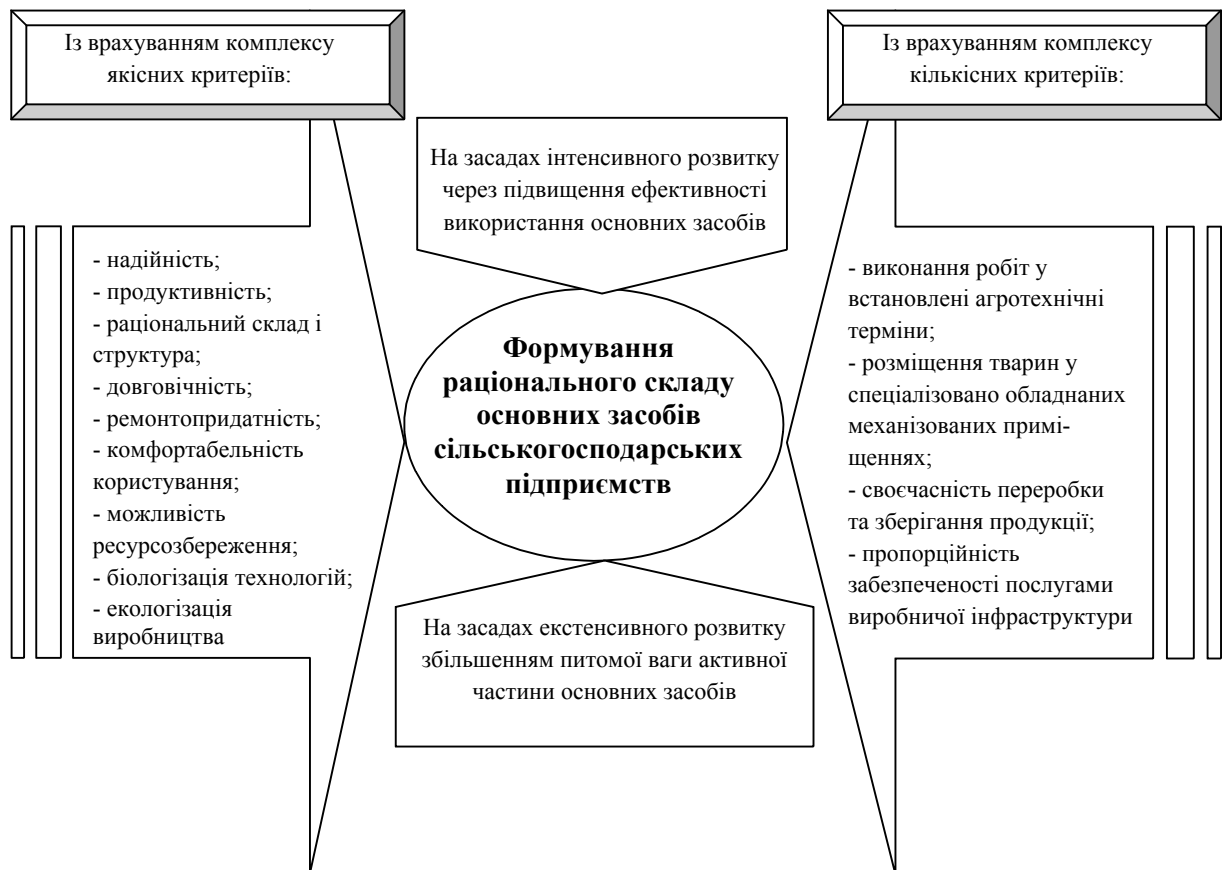 Із врахуванням комплексу
якісних критеріїв:
Із врахуванням комплексу
кількісних критеріїв:
На засадах інтенсивного розвитку
через підвищення ефективності
використання основних засобів
- надійність;
- продуктивність;
- раціональний склад і
структура;
- довговічність;
- ремонтопридатність;
- комфортабельність
користування;
- можливість
ресурсозбереження;
- біологізація технологій;
- екологізація
виробництва
Формування
раціонального складу
основних засобів
сільськогосподарських
підприємств
- виконання робіт у
встановлені агротехнічні
терміни;
- розміщення тварин у
спеціалізовано обладнаних
механізованих примі-
щеннях;
- своєчасність переробки
та зберігання продукції;
- пропорційність
забезпеченості послугами
виробничої інфраструктури
На засадах екстенсивного розвитку
збільшенням питомої ваги активної
частини основних засобів